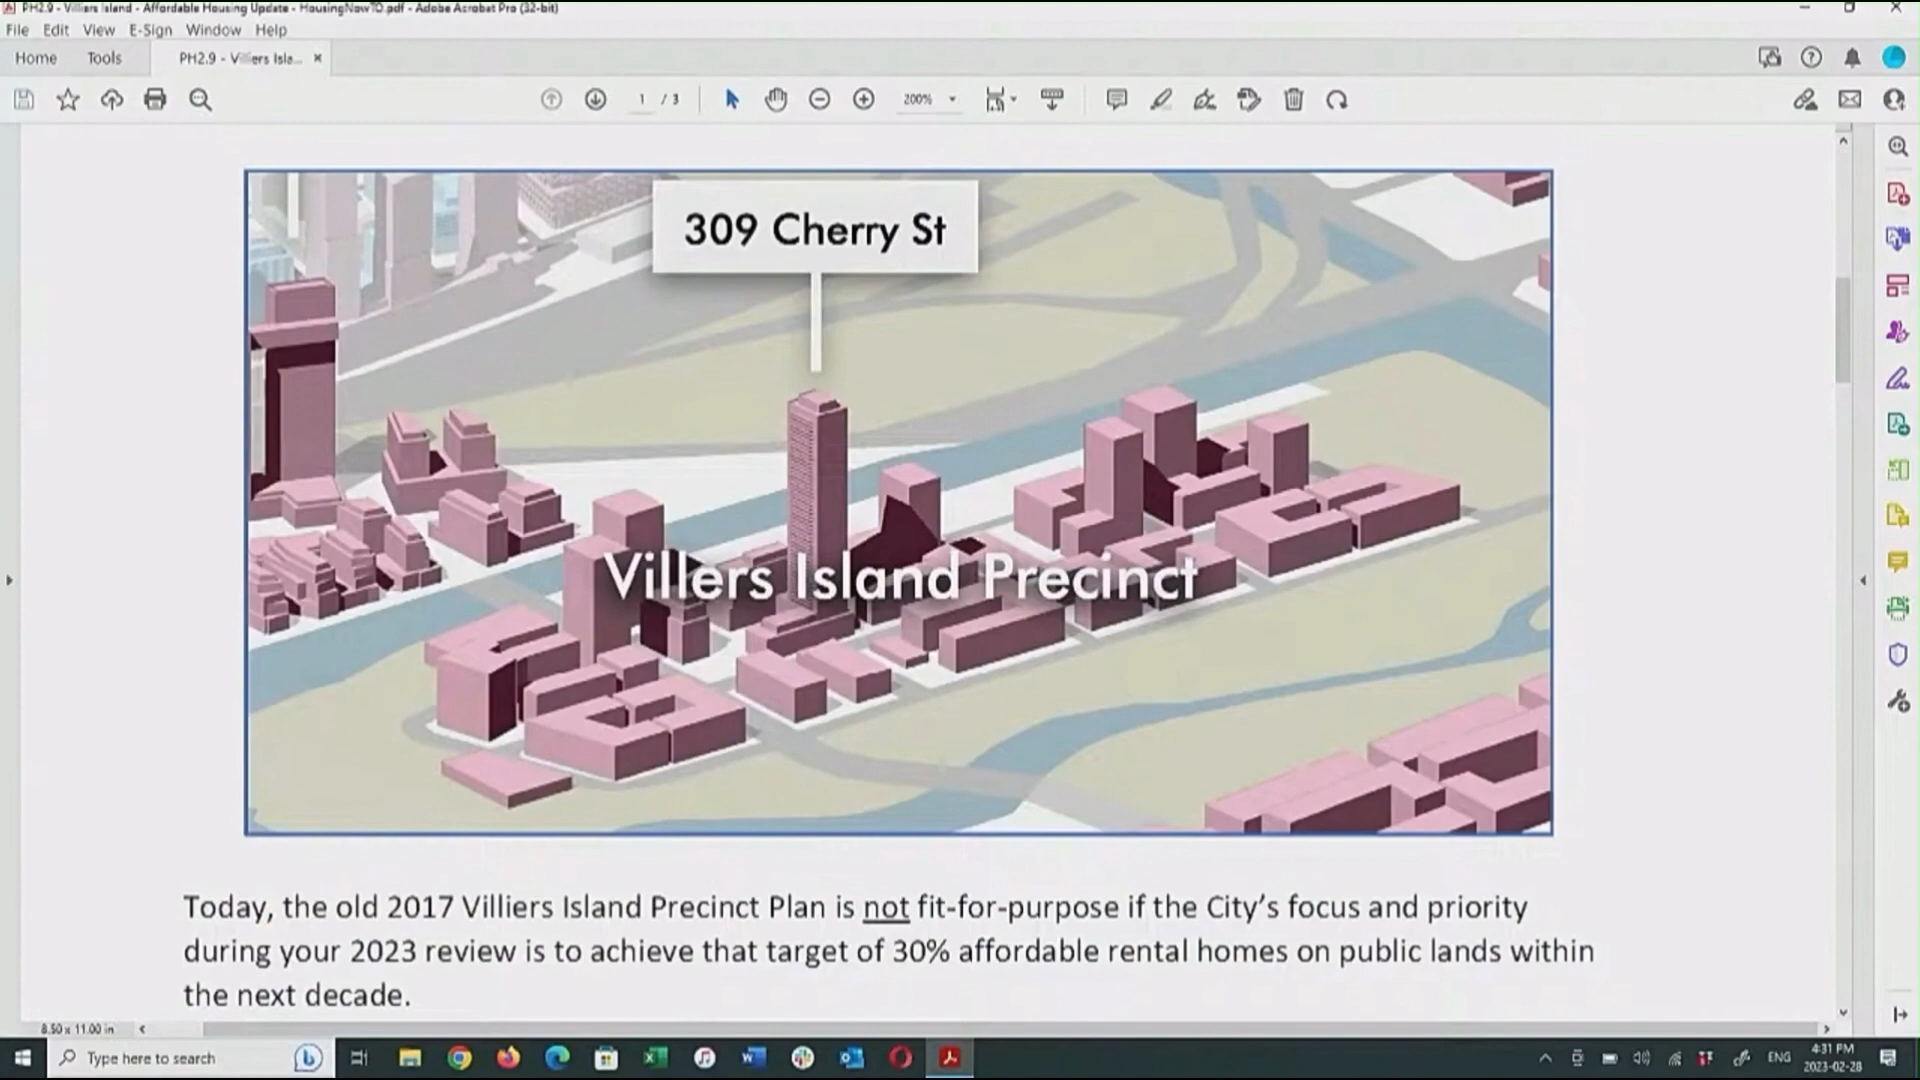 PH2.9 - Villiers Island - Affordable Housing Update - HousingNowTO.pdf - Adobe Acrobat Pro (32-bit)
File Edit View E-Sign Window Help
Home Tools PH2.9 - Villiers Isla... ×
1 / 3 200%
309 Cherry St
Villers Island Precinct
Today, the old 2017 Villiers Island Precinct Plan is not fit-for-purpose if the City's focus and priority
during your 2023 review is to achieve that target of 30% affordable rental homes on public lands within
the next decade.
8.50 x 11.00 in
Type here to search
ENG
4:31 PM
2023-02-28